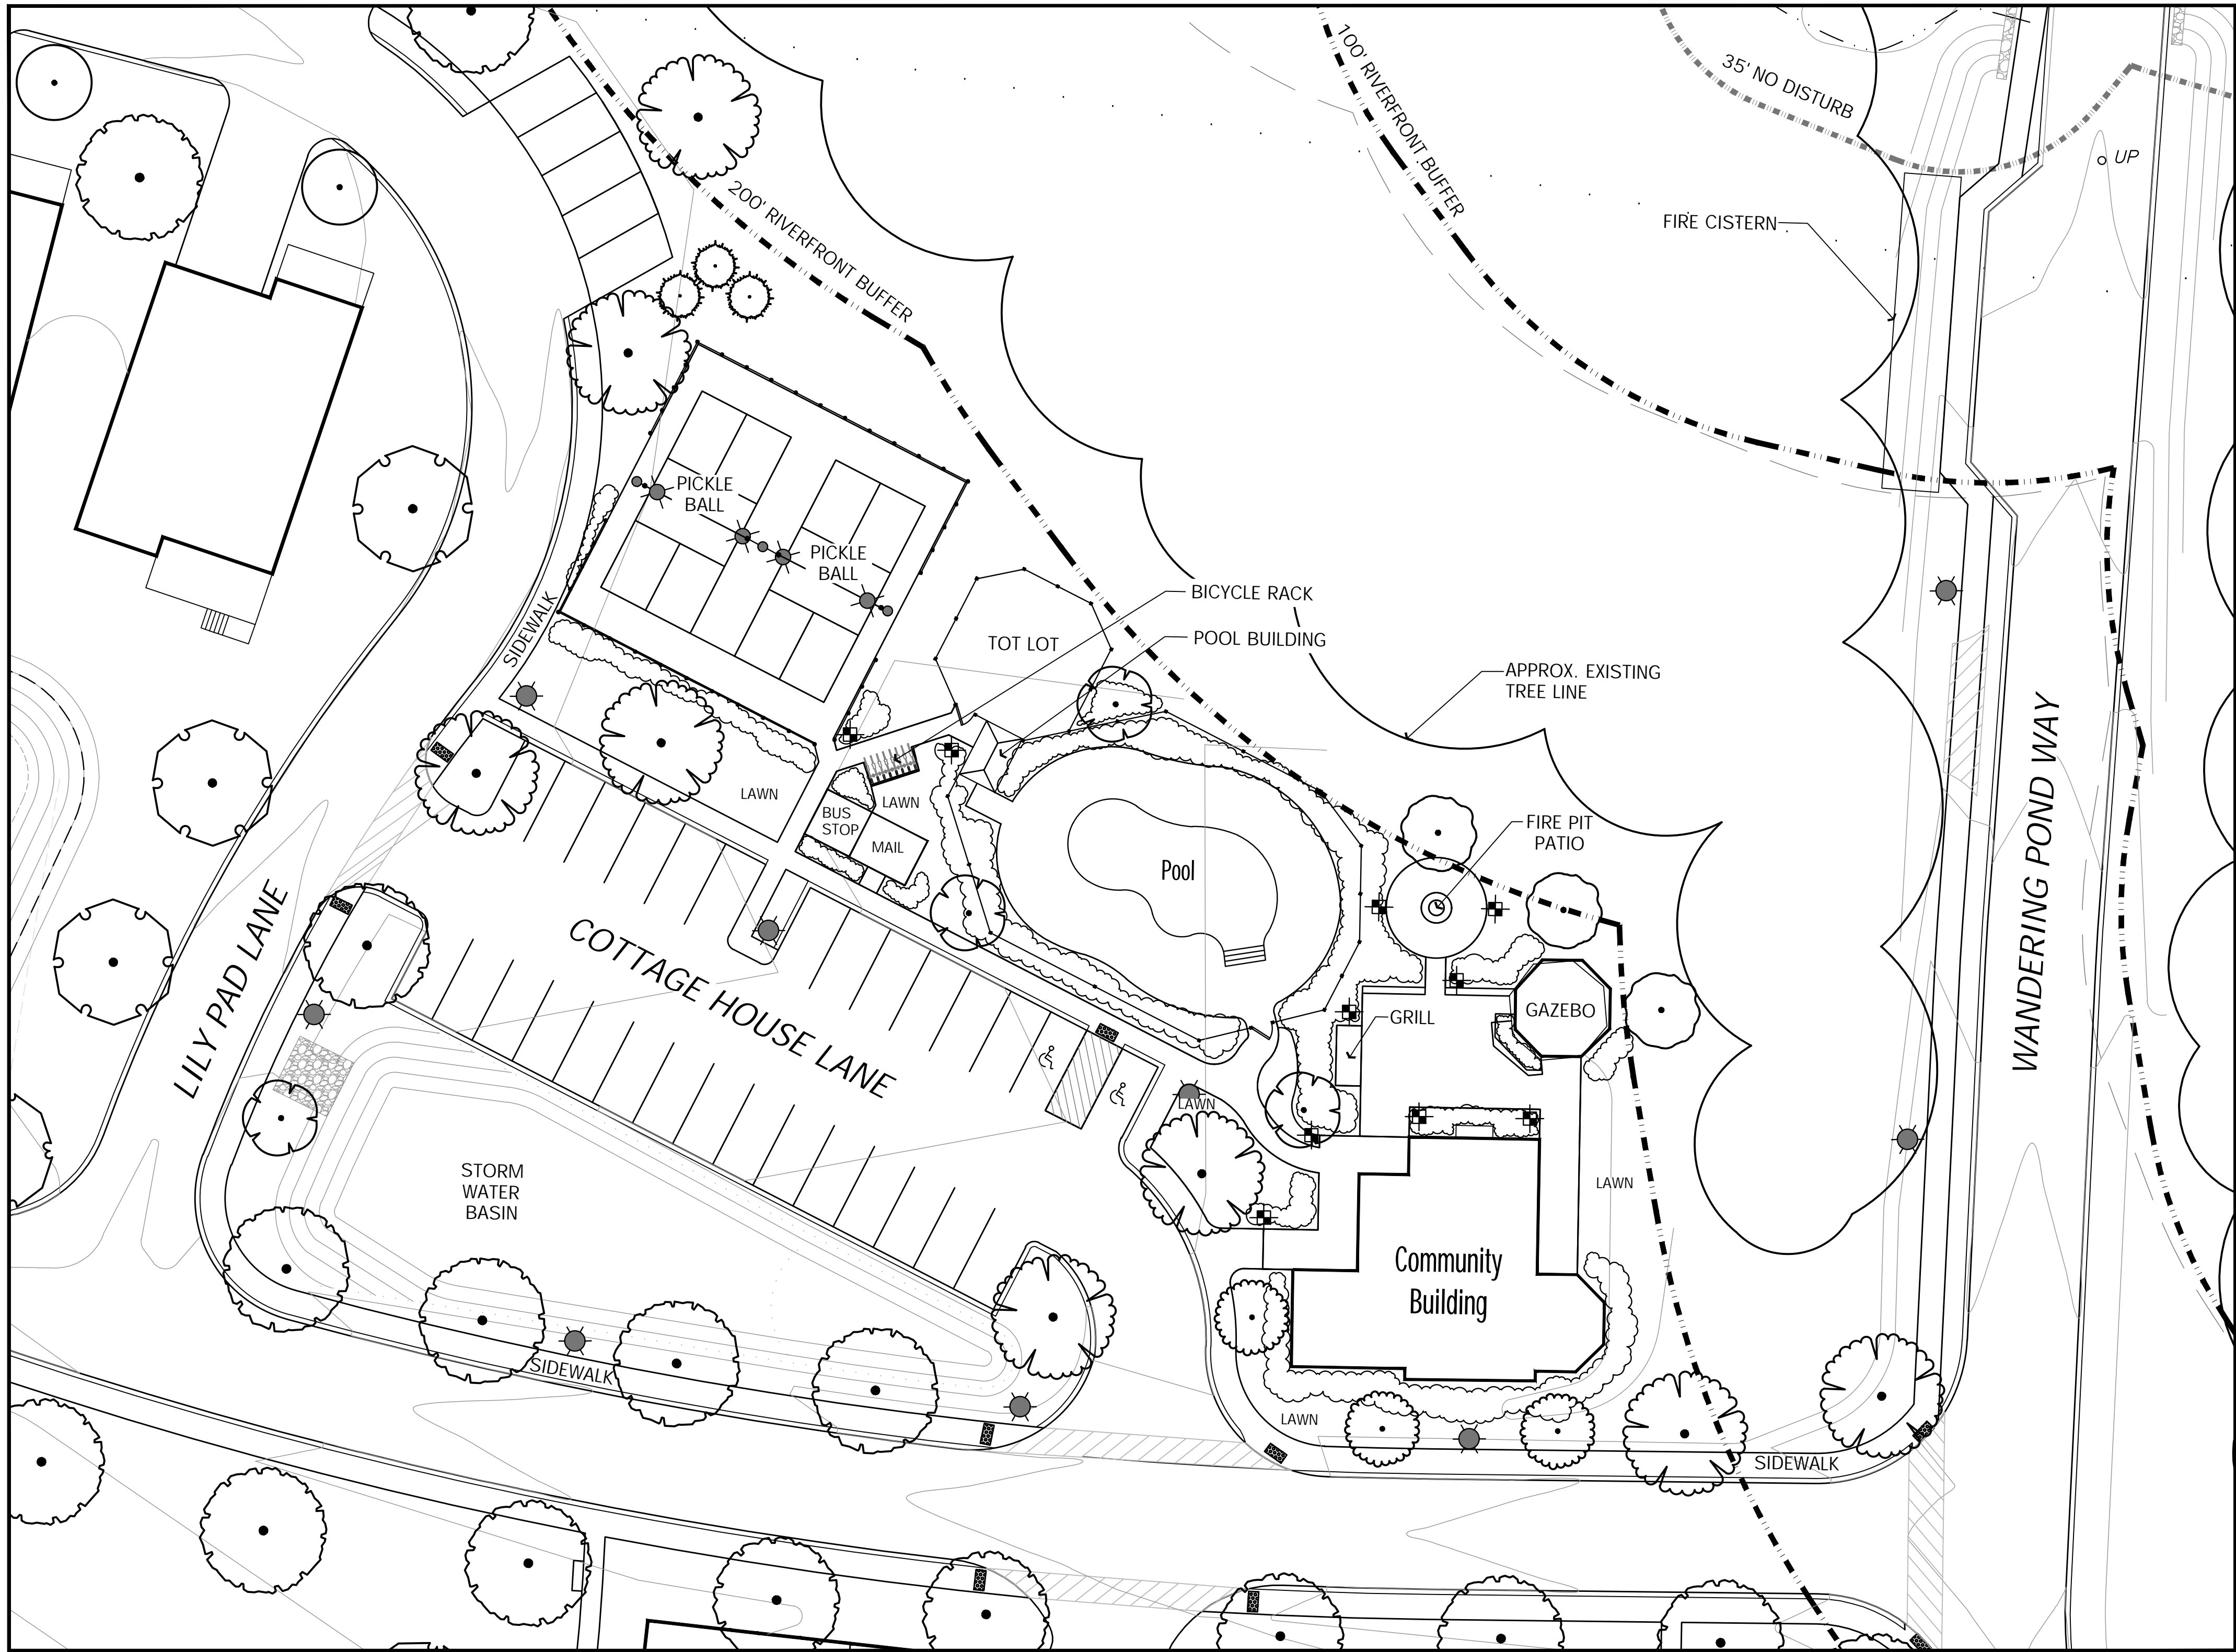 100' RIVERFRONT BUFFER
35' NO DISTURB
UP
200' RIVERFRONT BUFFER
FIRE CISTERN
PICKLE
BALL
PICKLE
BALL
BICYCLE RACK
SIDEWALK
TOT LOT
POOL BUILDING
APPROX. EXISTING
TREE LINE
WANDERING POND WAY
LAWN
LAWN
BUS
STOP
MAIL
Pool
FIRE PIT
PATIO
LILY PAD LANE
COTTAGE HOUSE LANE
GRILL
GAZEBO
LAWN
STORM
WATER
BASIN
LAWN
Community
Building
SIDEWALK
LAWN
SIDEWALK